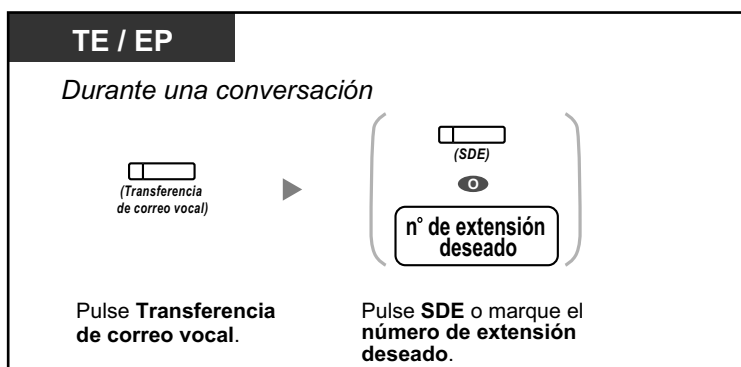 TE / EP
Durante una conversación
(Transferencia
de correo vocal)
(SDE)
O
n° de extensión
deseado
Pulse Transferencia
de correo vocal.
Pulse SDE o marque el
número de extensión
deseado.